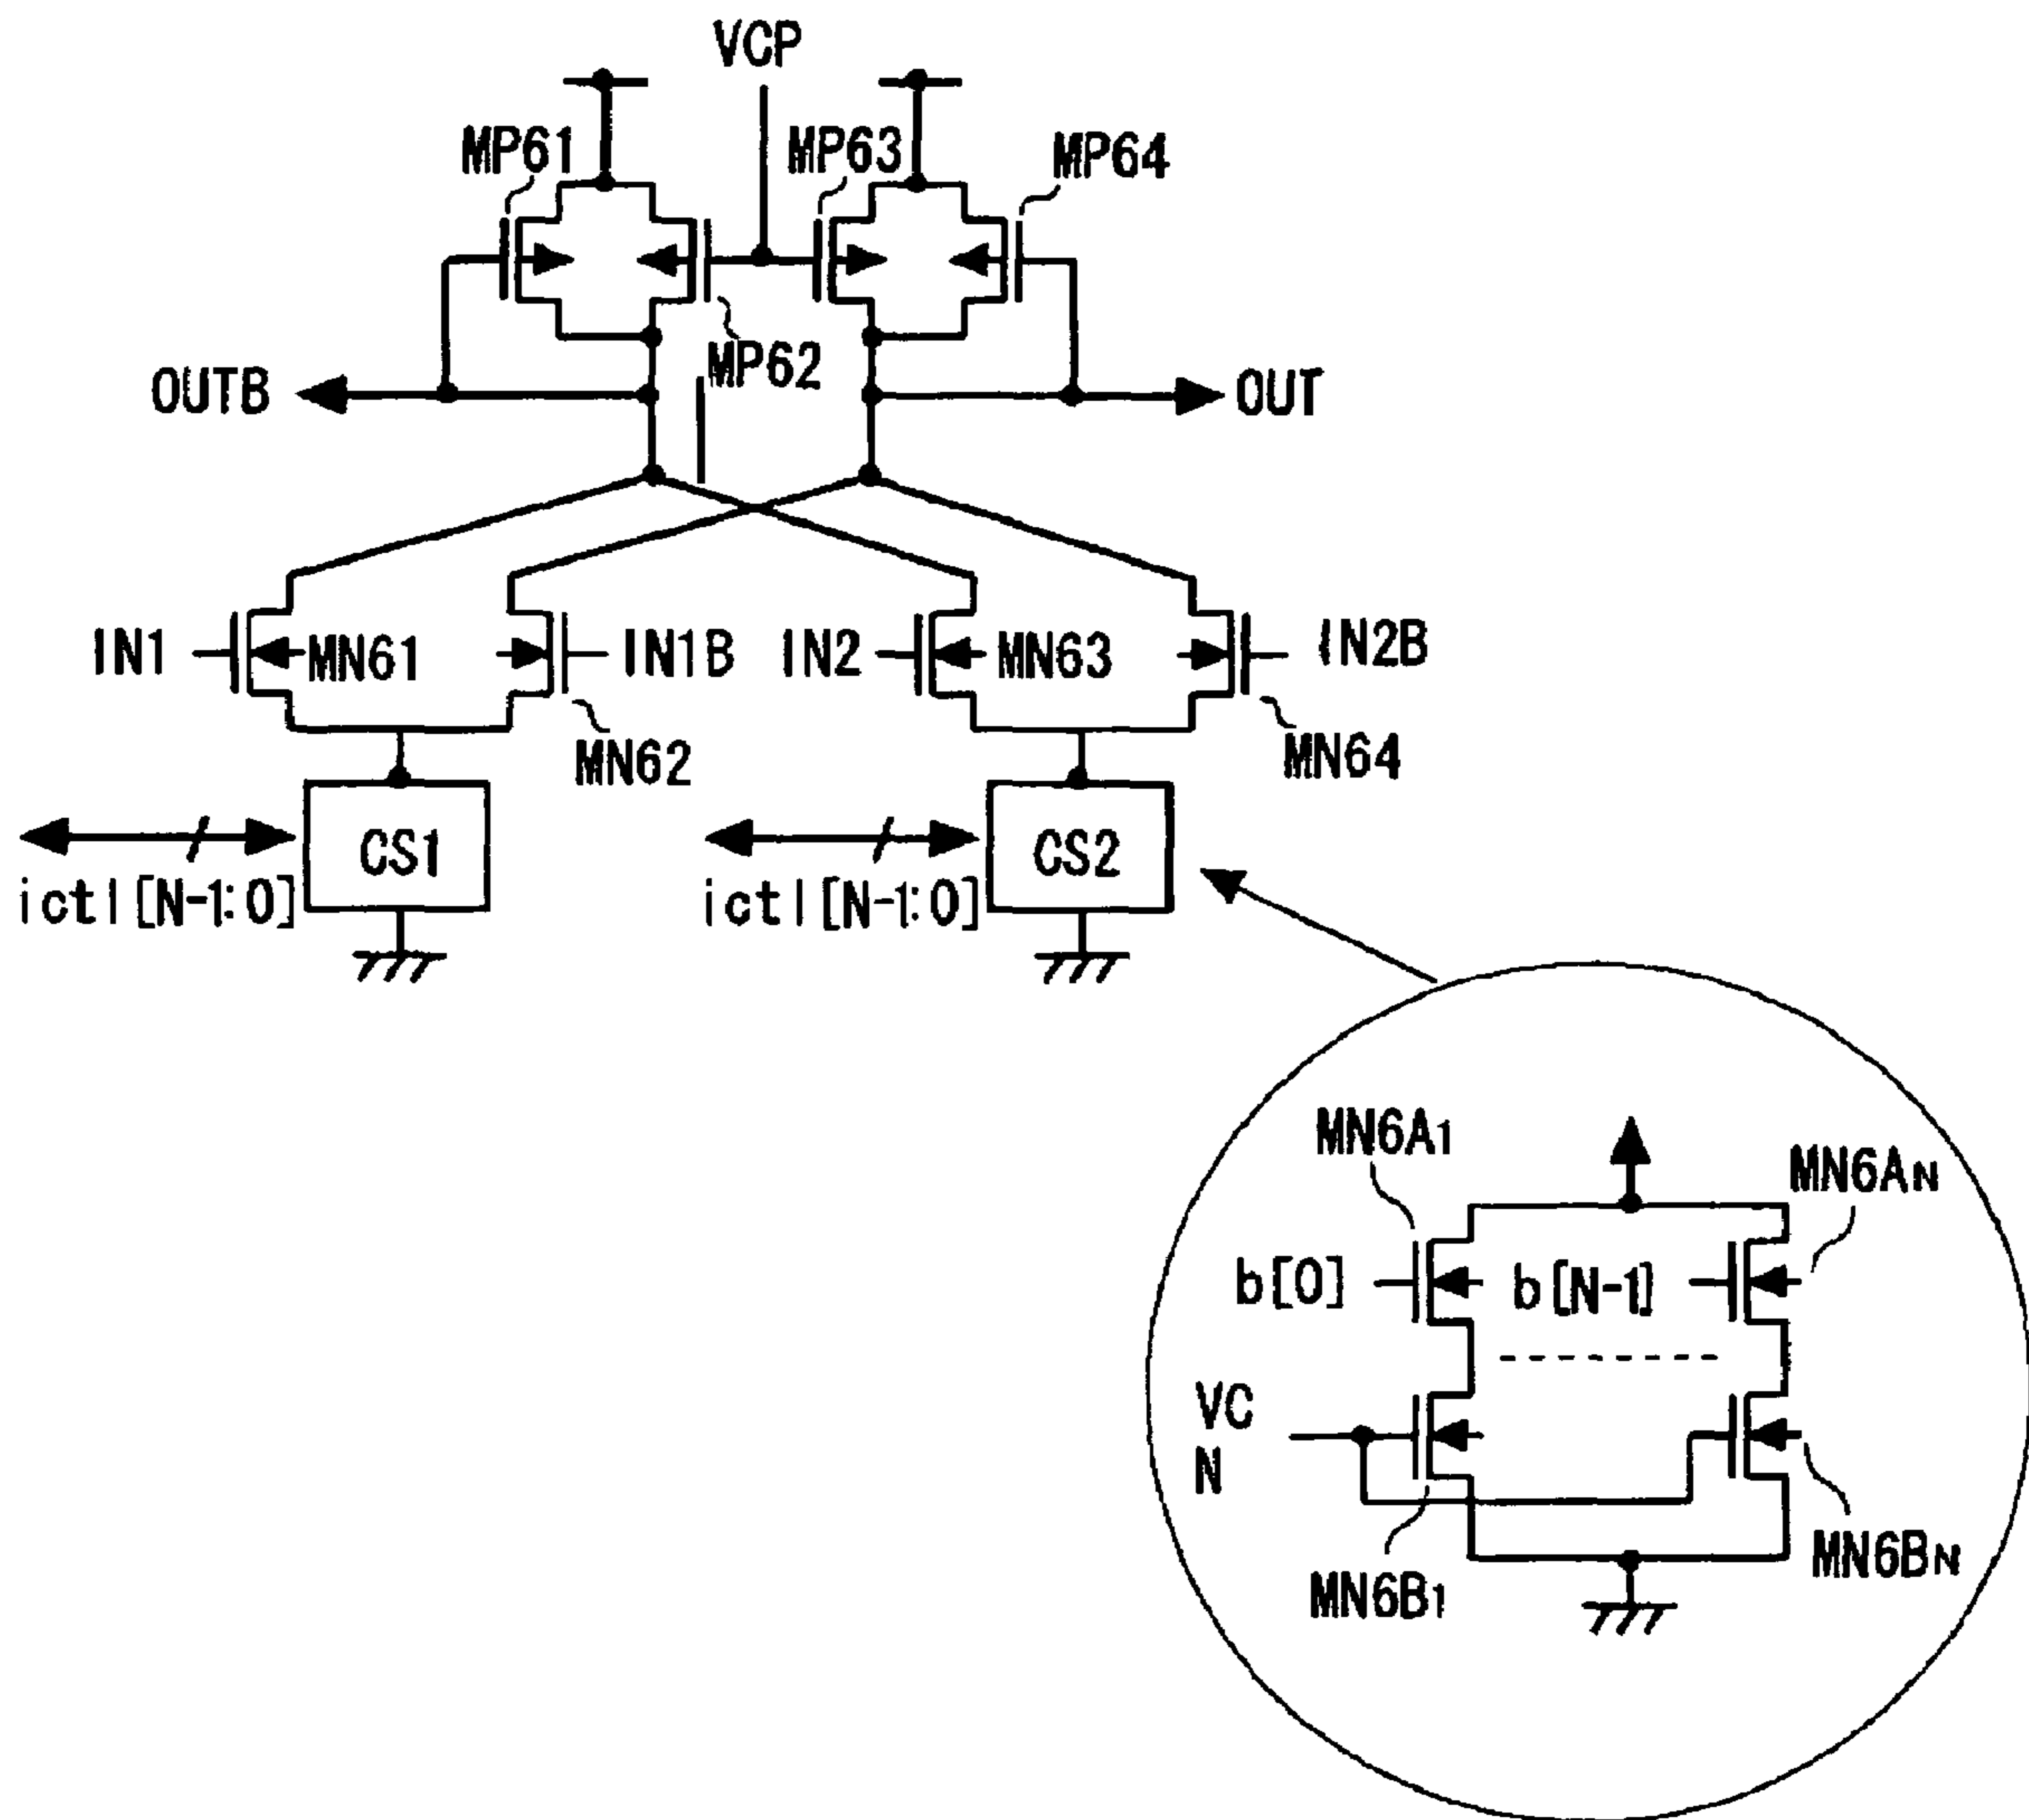 VCP
MP61
MP63
MP64
MP62
OUTB
OUT
IN1
MN61
IN1B
IN2
MN63
IN2B
MN62
MN64
CS1
CS2
ictl[N-1:0]
ictl[N-1:0]
MN6A1
MN6AN
b[0]
b[N-1]
VC
N
MN6B1
MN6BN